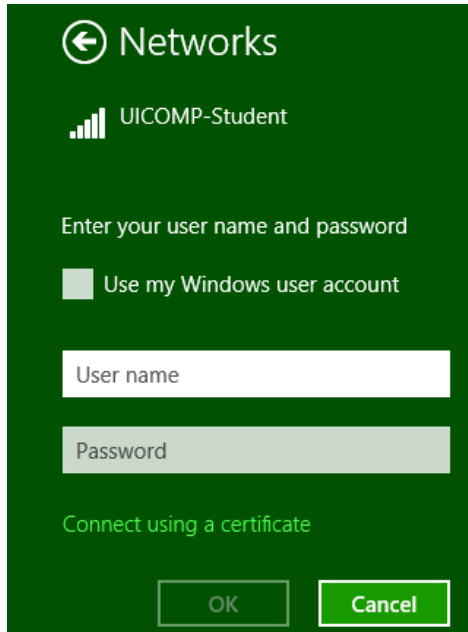 Networks
UICOMP-Student
Enter your user name and password
Use my Windows user account
User name
Password
Connect using a certificate
OK
Cancel